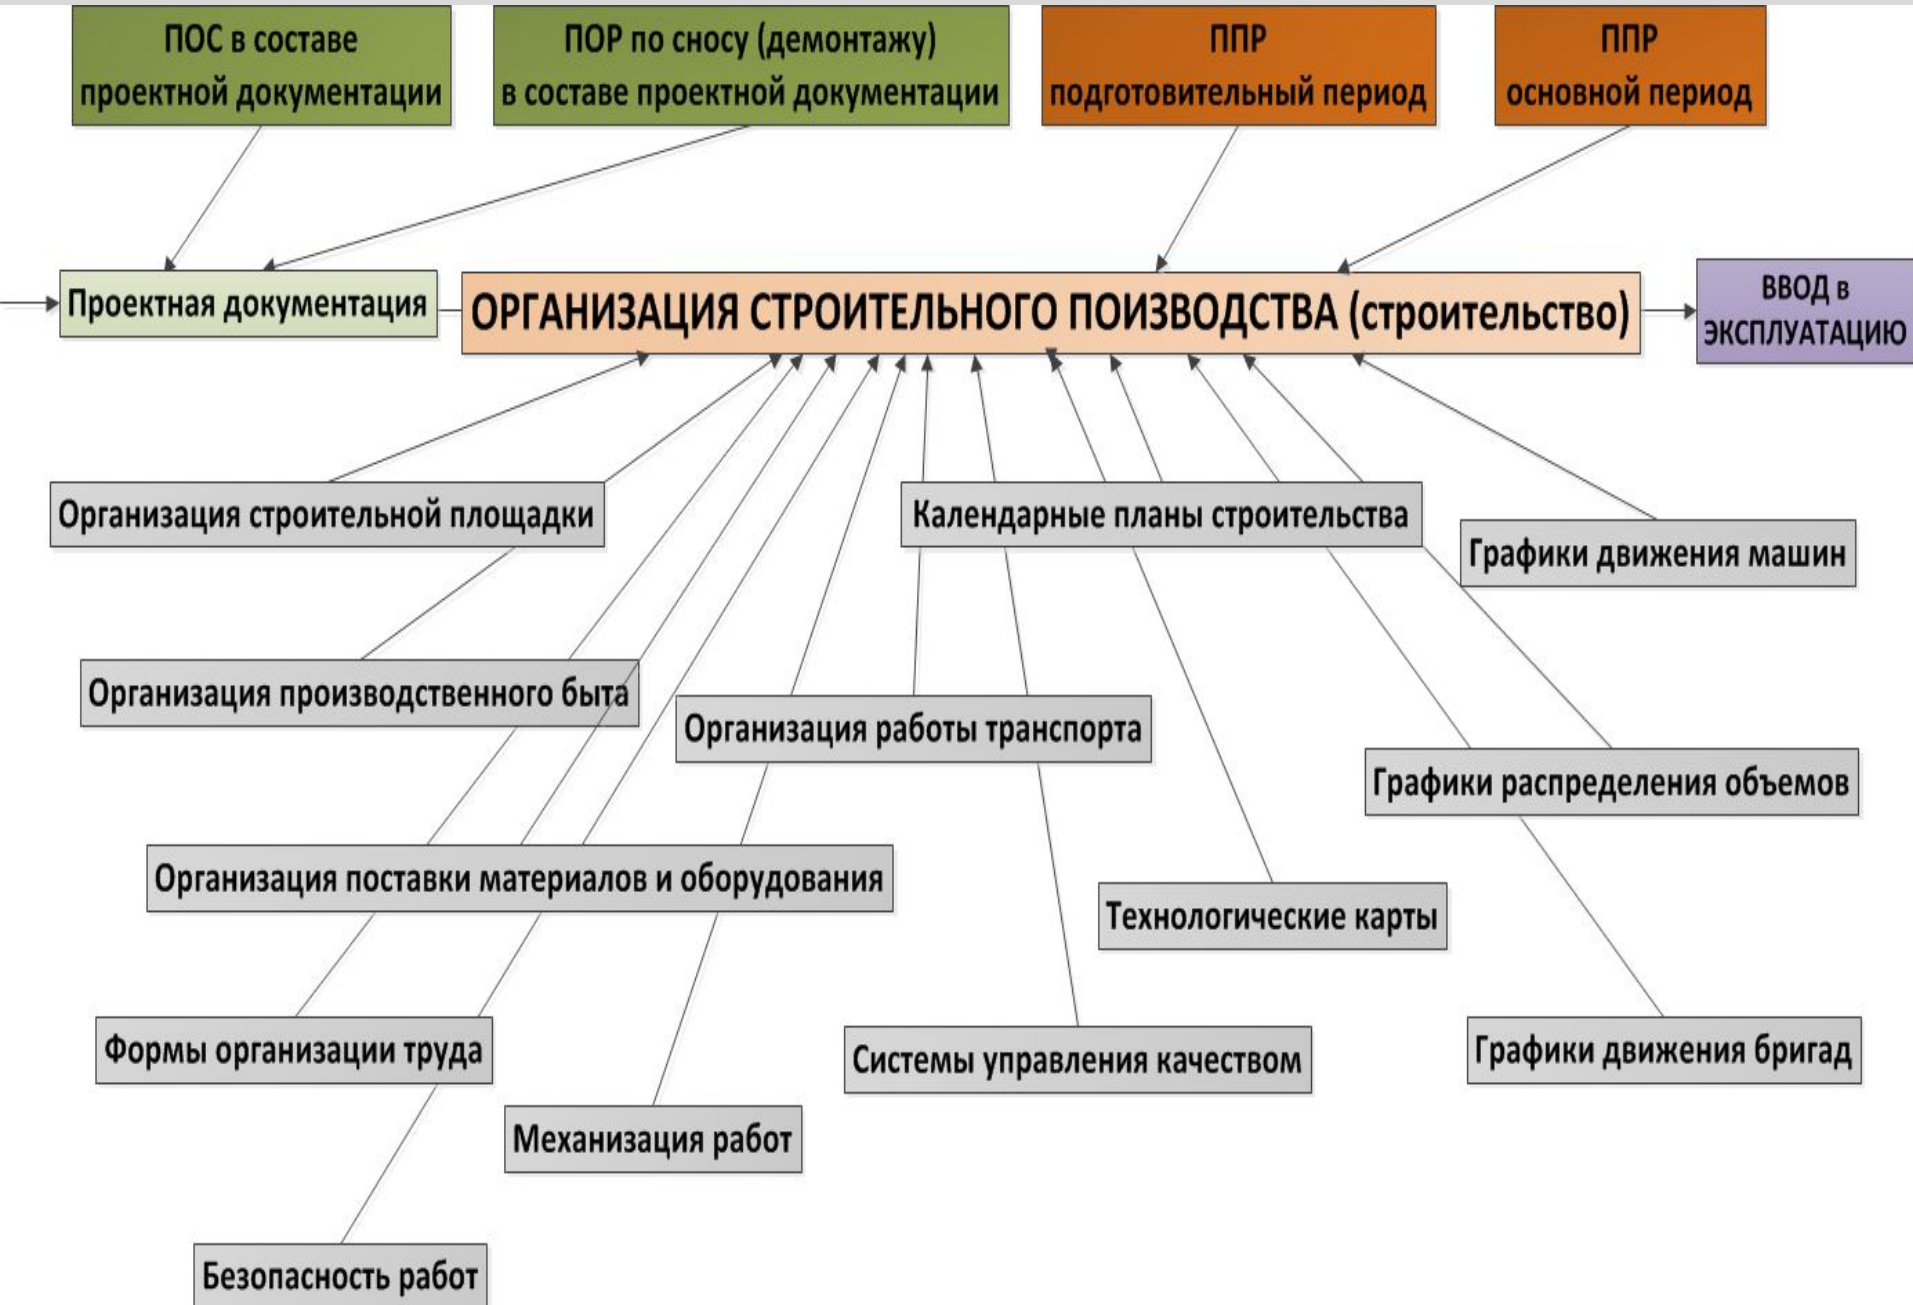 ПОС в составе
проектной документации
ПОР по сносу (демонтажу)
в составе проектной документации
ППР
подготовительный период
ППР
основной период
Проектная документация
ОРГАНИЗАЦИЯ СТРОИТЕЛЬНОГО ПОИЗВОДСТВА (строительство)
ВВОД в
ЭКСПЛУАТАЦИЮ
Организация строительной площадки
Календарные планы строительства
Графики движения машин
Организация производственного быта
Организация работы транспорта
Графики распределения объемов
Организация поставки материалов и оборудования
Технологические карты
Формы организации труда
Системы управления качеством
Графики движения бригад
Механизация работ
Безопасность работ